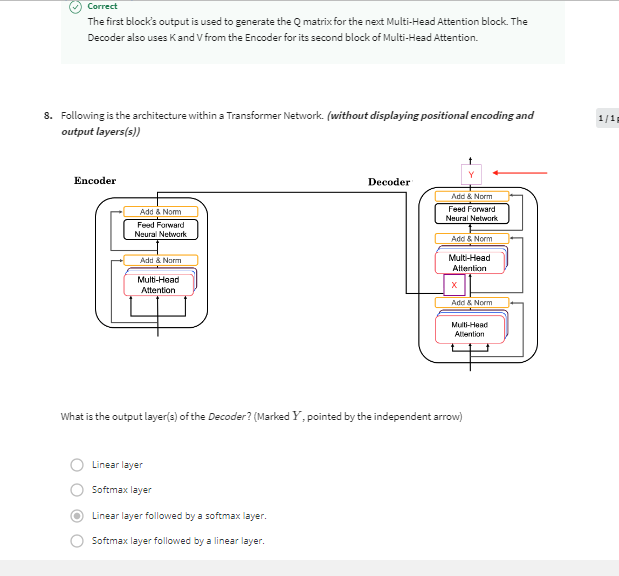 Correct
The first block's output is used to generate the Q matrix for the next Multi-Head Attention block. The
Decoder also uses K and V from the Encoder for its second block of Multi-Head Attention.
8. Following is the architecture within a Transformer Network. (without displaying positional encoding and
output layers(s))
1 / 1
Encoder
Add & Norm
Feed Forward
Neural Network
Add & Norm
Multi-Head
Attention
Decoder
Y
Add & Norm
Feed Forward
Neural Network
Add & Norm
Multi-Head
Attention
X
Add & Norm
Multi-Head
Attention
What is the output layer(s) of the Decoder? (Marked Y, pointed by the independent arrow)
Linear layer
Softmax layer
Linear layer followed by a softmax layer.
Softmax layer followed by a linear layer.